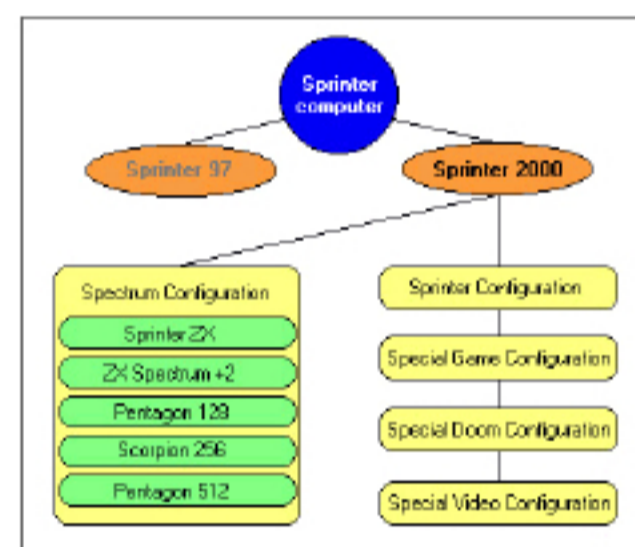 Sprinter
computer
Sprinter 97
Sprinter 2000
Spectrum Configuration
Sprinter ZX
ZX Spectrum +2
Pentagon 128
Scorpion 256
Pentagon 512
Sprinter Configuration
Special Game Configuration
Special Doom Configuration
Special Video Configuration